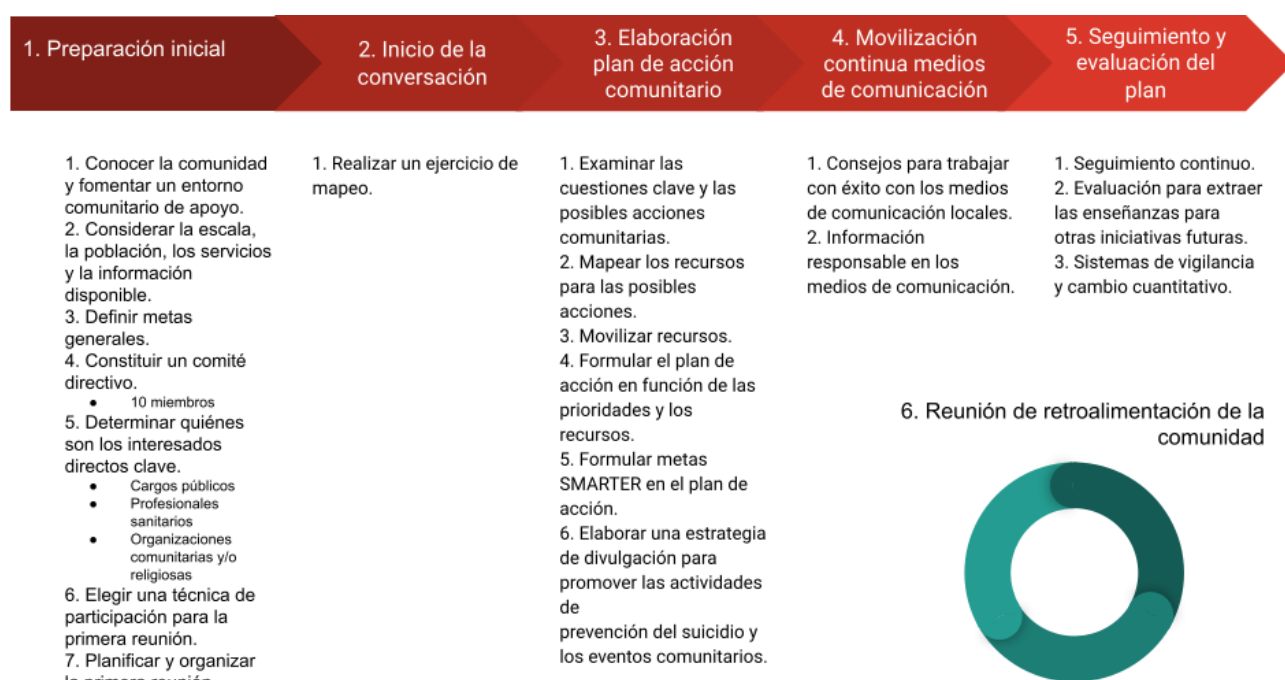 1. Preparación inicial
2. Inicio de la
conversación
3. Elaboración
plan de acción
comunitario
4. Movilización
continua medios
de comunicación
5. Seguimiento y
evaluación del
plan
1. Conocer la comunidad
y fomentar un entorno
comunitario de apoyo.
2. Considerar la escala,
la población, los servicios
y la información
disponible.
3. Definir metas
generales.
4. Constituir un comité
directivo.
● 10 miembros
5. Determinar quiénes
son los interesados
directos clave.
● Cargos públicos
● Profesionales
sanitarios
● Organizaciones
comunitarias y/o
religiosas
6. Elegir una técnica de
participación para la
primera reunión.
7. Planificar y organizar
la primera reunión
1. Realizar un ejercicio de
mapeo.
1. Examinar las
cuestiones clave y las
posibles acciones
comunitarias.
2. Mapear los recursos
para las posibles
acciones.
3. Movilizar recursos.
4. Formular el plan de
acción en función de las
prioridades y los
recursos.
5. Formular metas
SMARTER en el plan de
acción.
6. Elaborar una estrategia
de divulgación para
promover las actividades
de
prevención del suicidio y
los eventos comunitarios.
1. Consejos para trabajar
con éxito con los medios
de comunicación locales.
2. Información
responsable en los
medios de comunicación.
1. Seguimiento continuo.
2. Evaluación para extraer
las enseñanzas para
otras iniciativas futuras.
3. Sistemas de vigilancia
y cambio cuantitativo.
6. Reunión de retroalimentación de la
comunidad